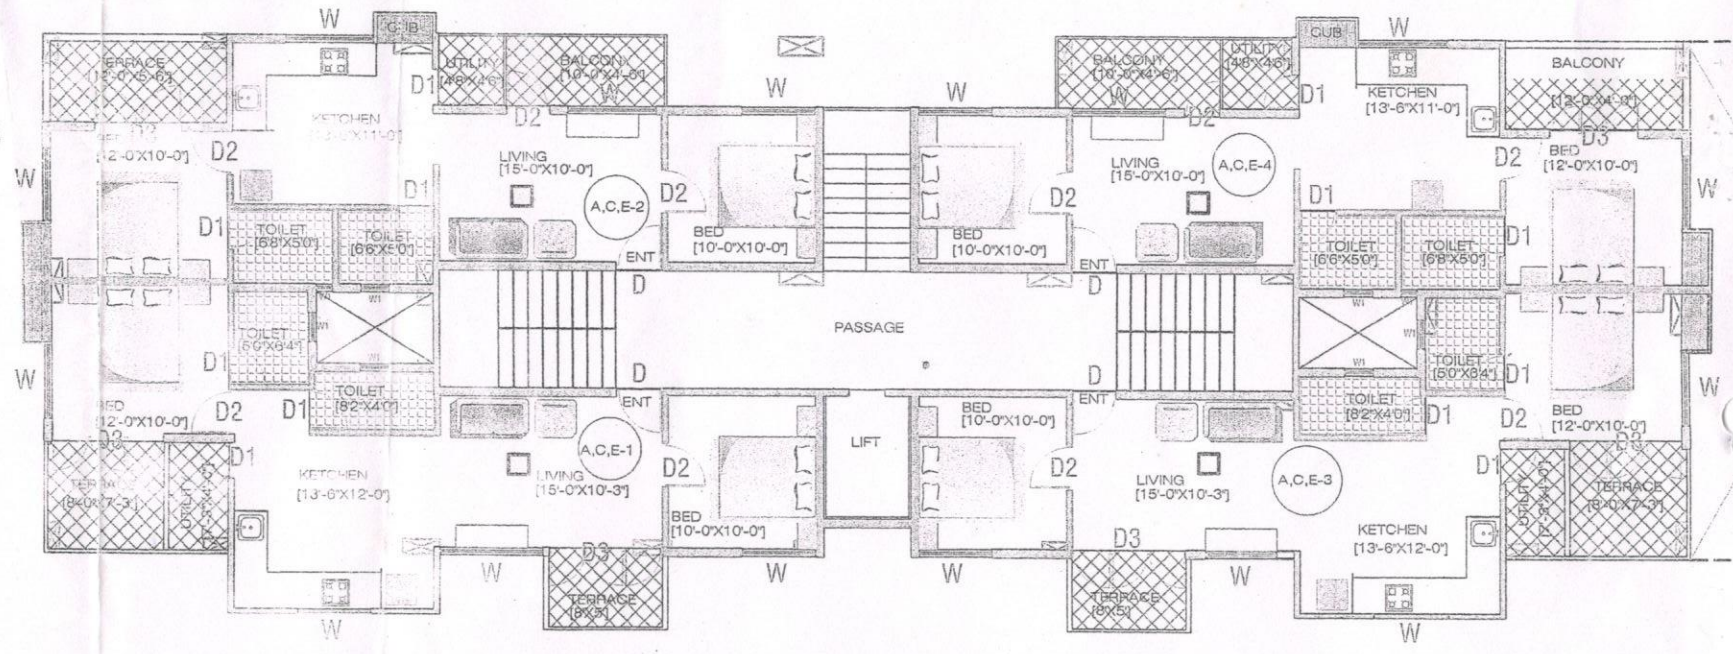 W
CUB
W
CUB
W
TERRACE
[12'-0"X5'-6"]
D1
UTILITY
[4'8"X4'6"]
BALCONY
[10'-0"X4'-6"]
W
W
W
BALCONY
[10'-0"X4'-6"]
W
UTILITY
[4'8"X4'6"]
D1
KETCHEN
[13'-6"X11'-0"]
BALCONY
[12'-0"X4'-0"]
D3
BED
[12'-0"X10'-0"]
D2
KETCHEN
D2
LIVING
[15'-0"X10'-0"]
A,C,E-2
D2
BED
[10'-0"X10'-0"]
BED
[10'-0"X10'-0"]
D2
LIVING
[15'-0"X10'-0"]
D2
A,C,E-4
D2
D3
BED
[12'-0"X10'-0"]
W
W
D1
D1
TOILET
[6'8"X5'0"]
TOILET
[6'6"X5'0"]
ENT
ENT
D1
TOILET
[6'6"X5'0"]
TOILET
[6'8"X5'0"]
D1
D
D
W1
W1
TOILET
[5'0"X8'4"]
W1
W1
PASSAGE
W1
W1
TOILET
[5'0"X8'4"]
W
W
D1
D
D
D1
BED
[12'-0"X10'-0"]
D2
D1
TOILET
[8'2"X4'0"]
ENT
ENT
TOILET
[8'2"X4'0"]
D1
D2
BED
[12'-0"X10'-0"]
D3
D1
KETCHEN
[13'-6"X12'-0"]
LIVING
[15'-0"X10'-3"]
A,C,E-1
D2
BED
[10'-0"X10'-0"]
LIFT
BED
[10'-0"X10'-0"]
D2
LIVING
[15'-0"X10'-3"]
A,C,E-3
KETCHEN
[13'-6"X12'-0"]
D1
D3
[8'-0"X7'-3"]
UTILITY
UTILITY
TERRACE
[8'-0"X7'-3"]
W
D3
TERRACE
[8'X5']
W
W
D3
TERRACE
[8'X5']
W
W
W